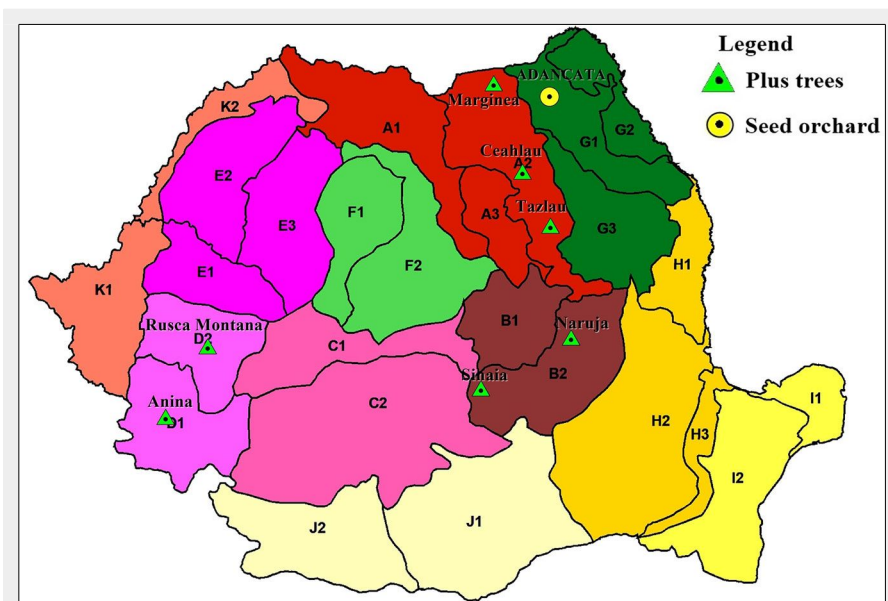 Legend
Plus trees
Seed orchard
ADANCATA
Marginea
K2
A1
G1
G2
Ceahlau
A2
E2
Tazlau
F1
A3
E3
G3
F2
H1
E1
K1
Rusca Montana
D2
B1
Naruja
C1
B2
Sinaia
Anina
D1
C2
I1
H2
H3
I2
J2
J1